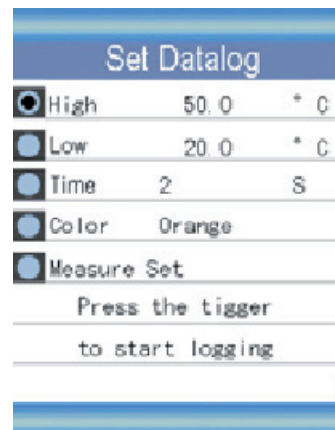 Set Datalog
High 50.0 ° C
Low 20.0 ° C
Time 2 S
Color Orange
Measure Set
Press the tigger
to start logging